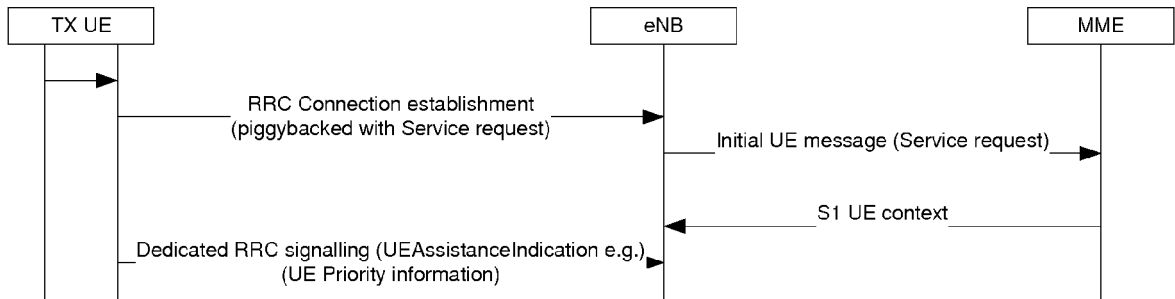 TX UE
eNB
MME
RRC Connection establishment
(piggybacked with Service request)
Initial UE message (Service request)
S1 UE context
Dedicated RRC signalling (UEAssistanceIndication e.g.)
(UE Priority information)